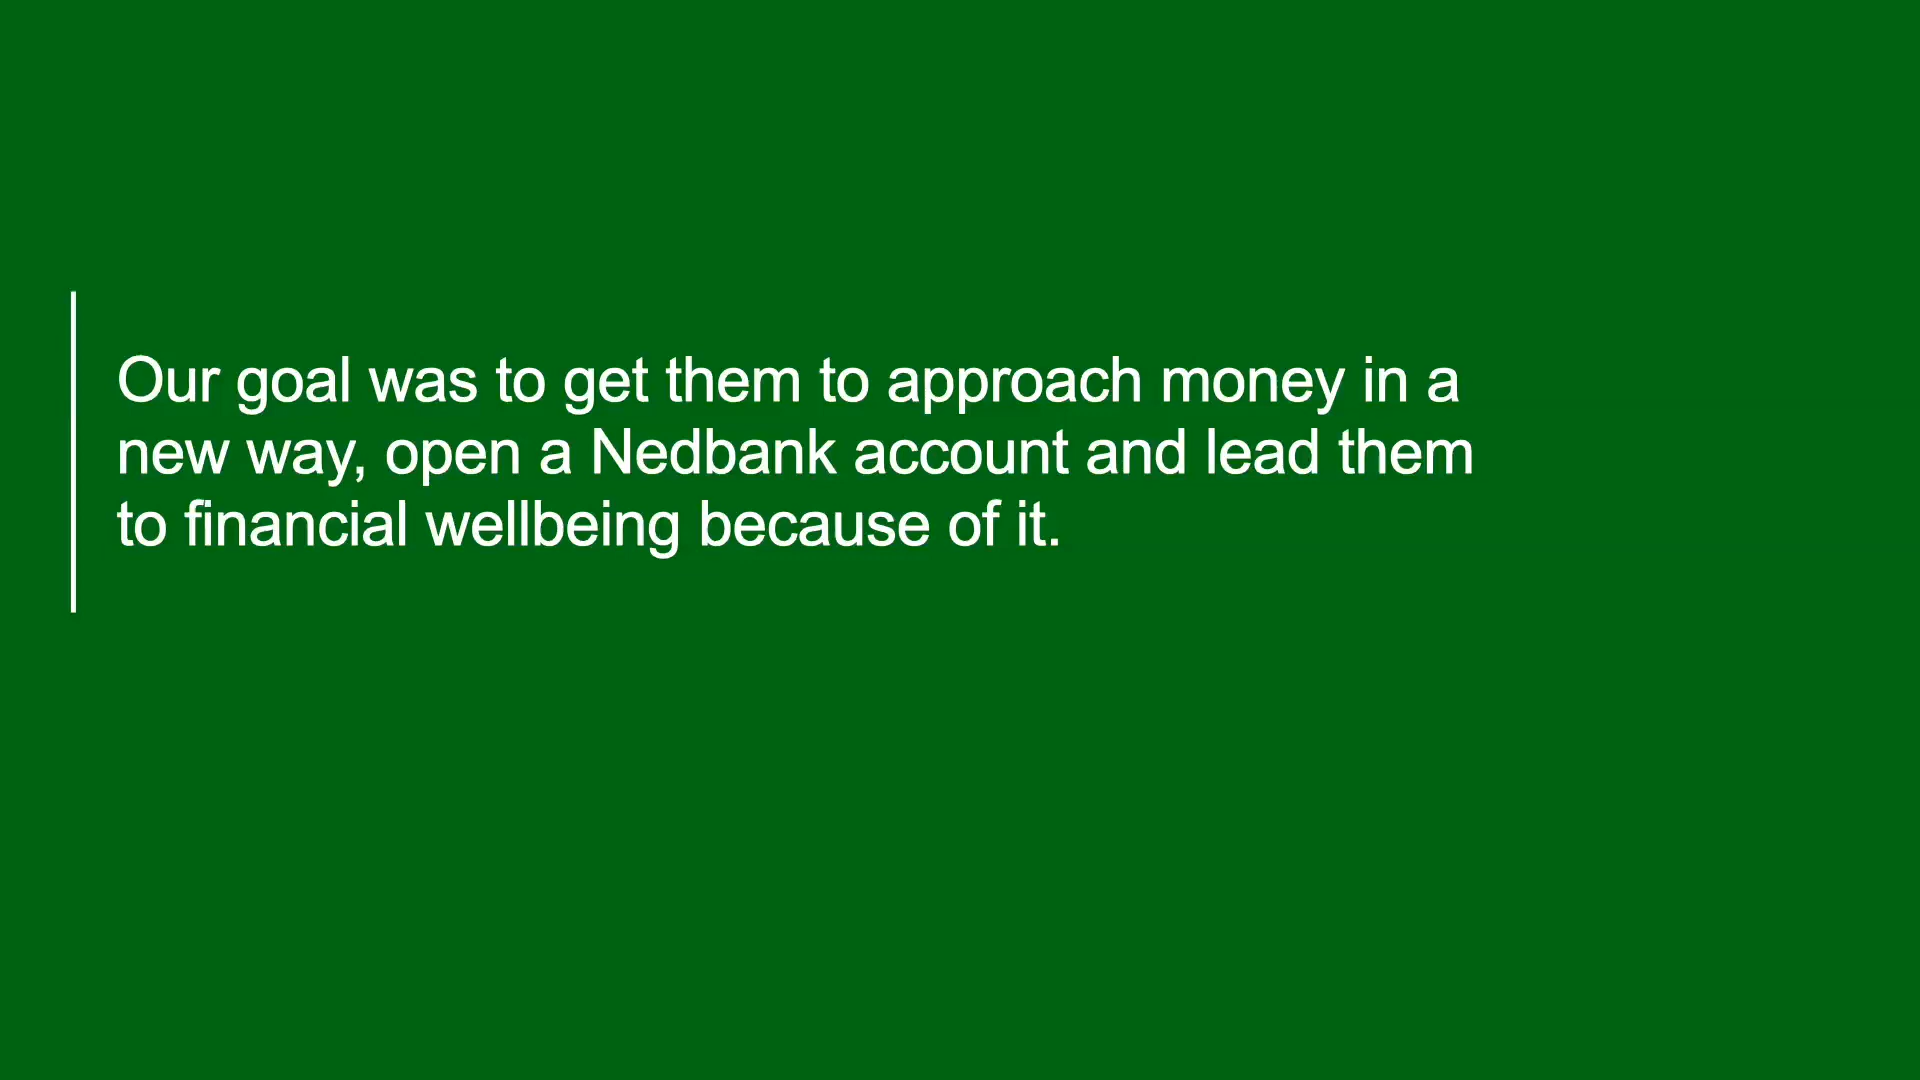 Our goal was to get them to approach money in a
new way, open a Nedbank account and lead them
to financial wellbeing because of it.